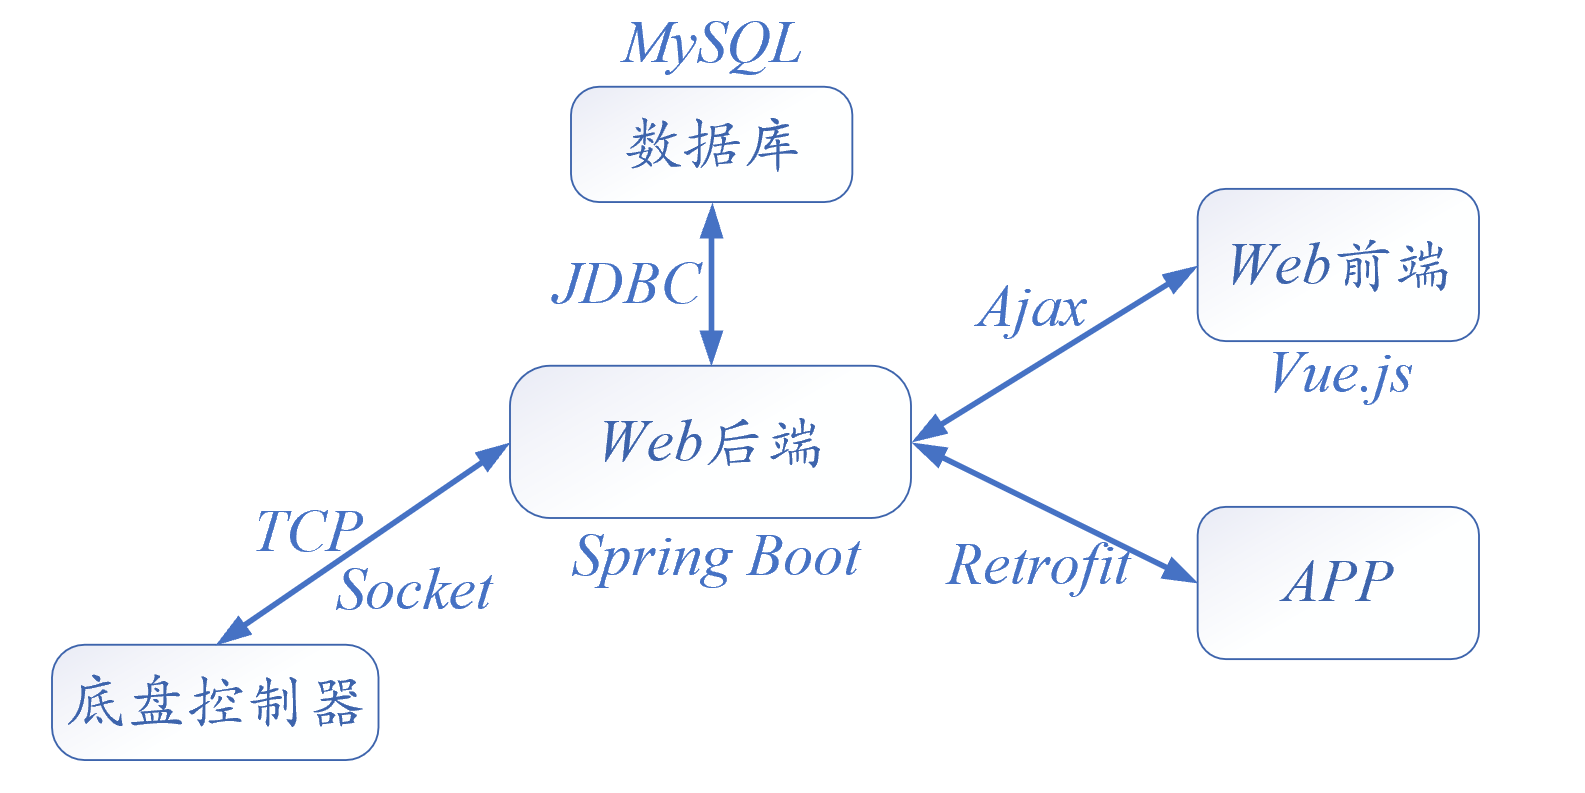 MySQL
数据库
JDBC
Web前端
Ajax
Vue.js
Web后端
TCP
Socket
Spring Boot
Retrofit
APP
底盘控制器